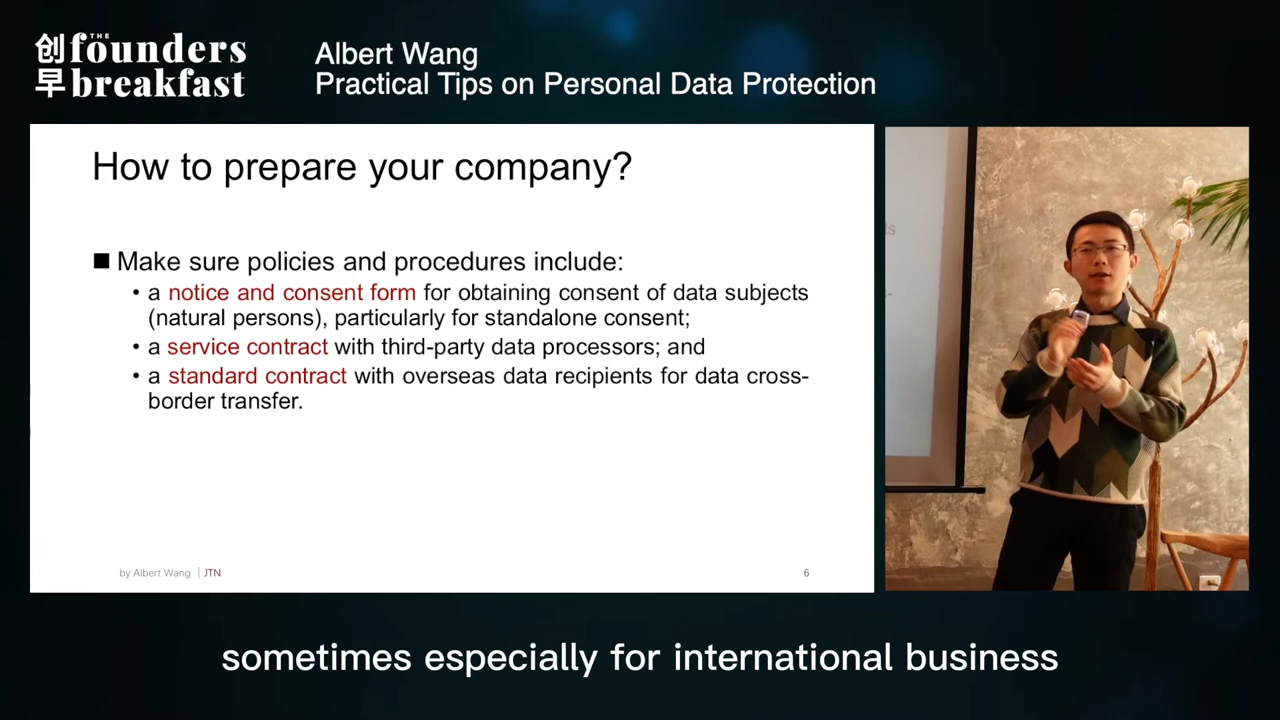 创 THE founders
早 breakfast
Albert Wang
Practical Tips on Personal Data Protection
How to prepare your company?
■ Make sure policies and procedures include:
• a notice and consent form for obtaining consent of data subjects
(natural persons), particularly for standalone consent;
• a service contract with third-party data processors; and
• a standard contract with overseas data recipients for data cross-
border transfer.
by Albert Wang | JTN
6
sometimes especially for international business